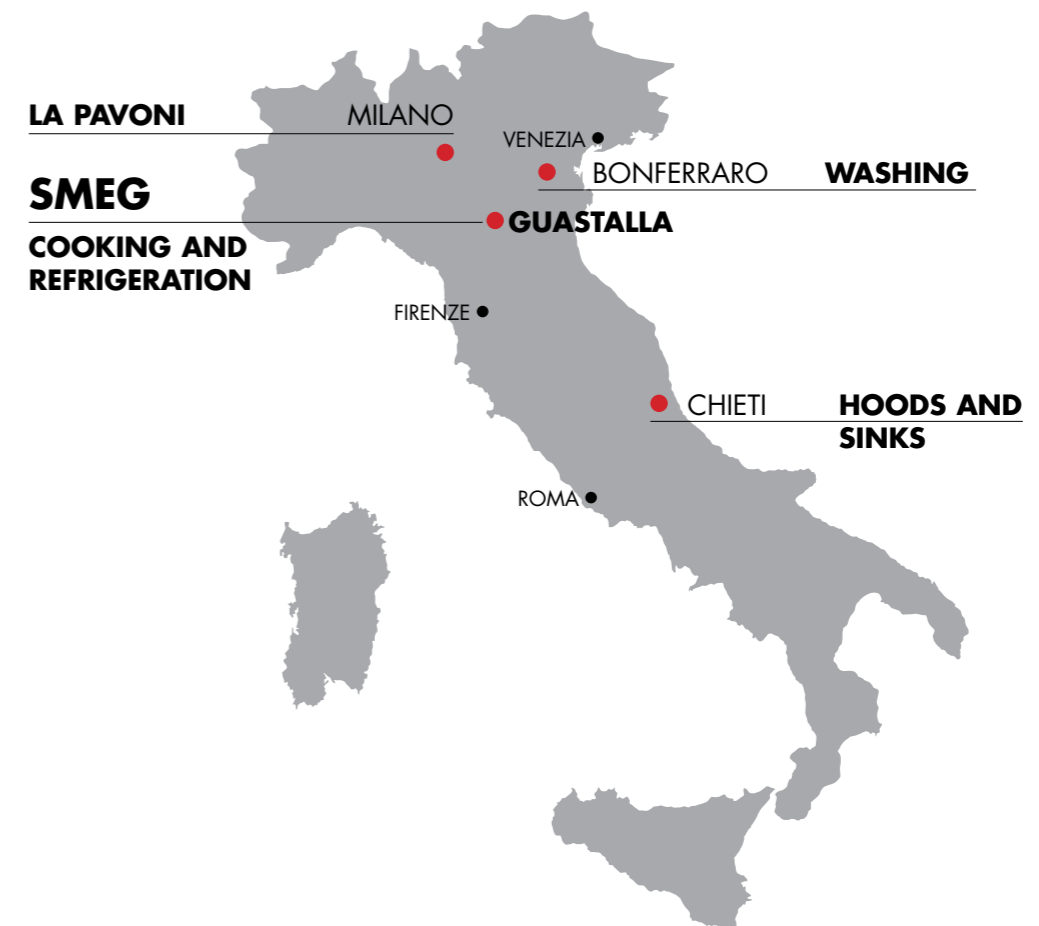 LA PAVONI MILANO
VENEZIA
BONFERRARO WASHING
SMEG
GUASTALLA
COOKING AND
REFRIGERATION
FIRENZE
CHIETI HOODS AND
SINKS
ROMA